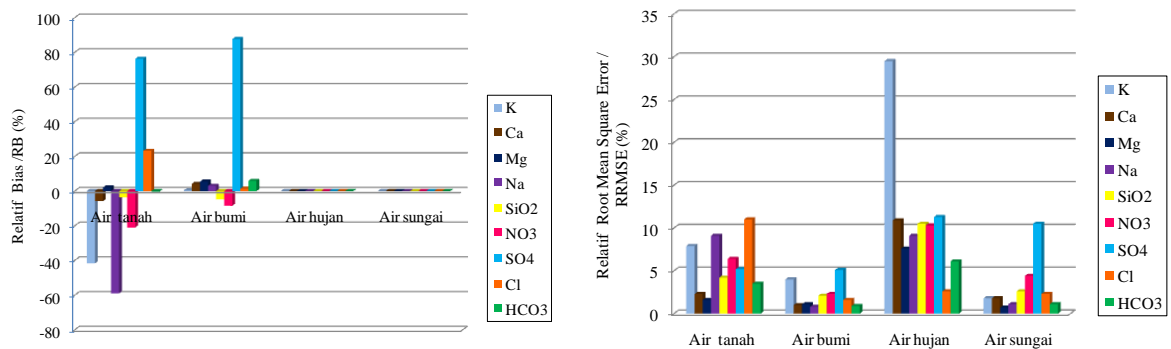 Relatif Bias /RB (%)
100
80
60
40
20
0
-20
-40
-60
-80
Air tanah
Air bumi
Air hujan
Air sungai
K
Ca
Mg
Na
SiO2
NO3
SO4
Cl
HCO3
Relatif Root Mean Square Error /
RRMSE (%)
35
30
25
20
15
10
5
0
Air tanah
Air bumi
Air hujan
Air sungai
K
Ca
Mg
Na
SiO2
NO3
SO4
Cl
HCO3